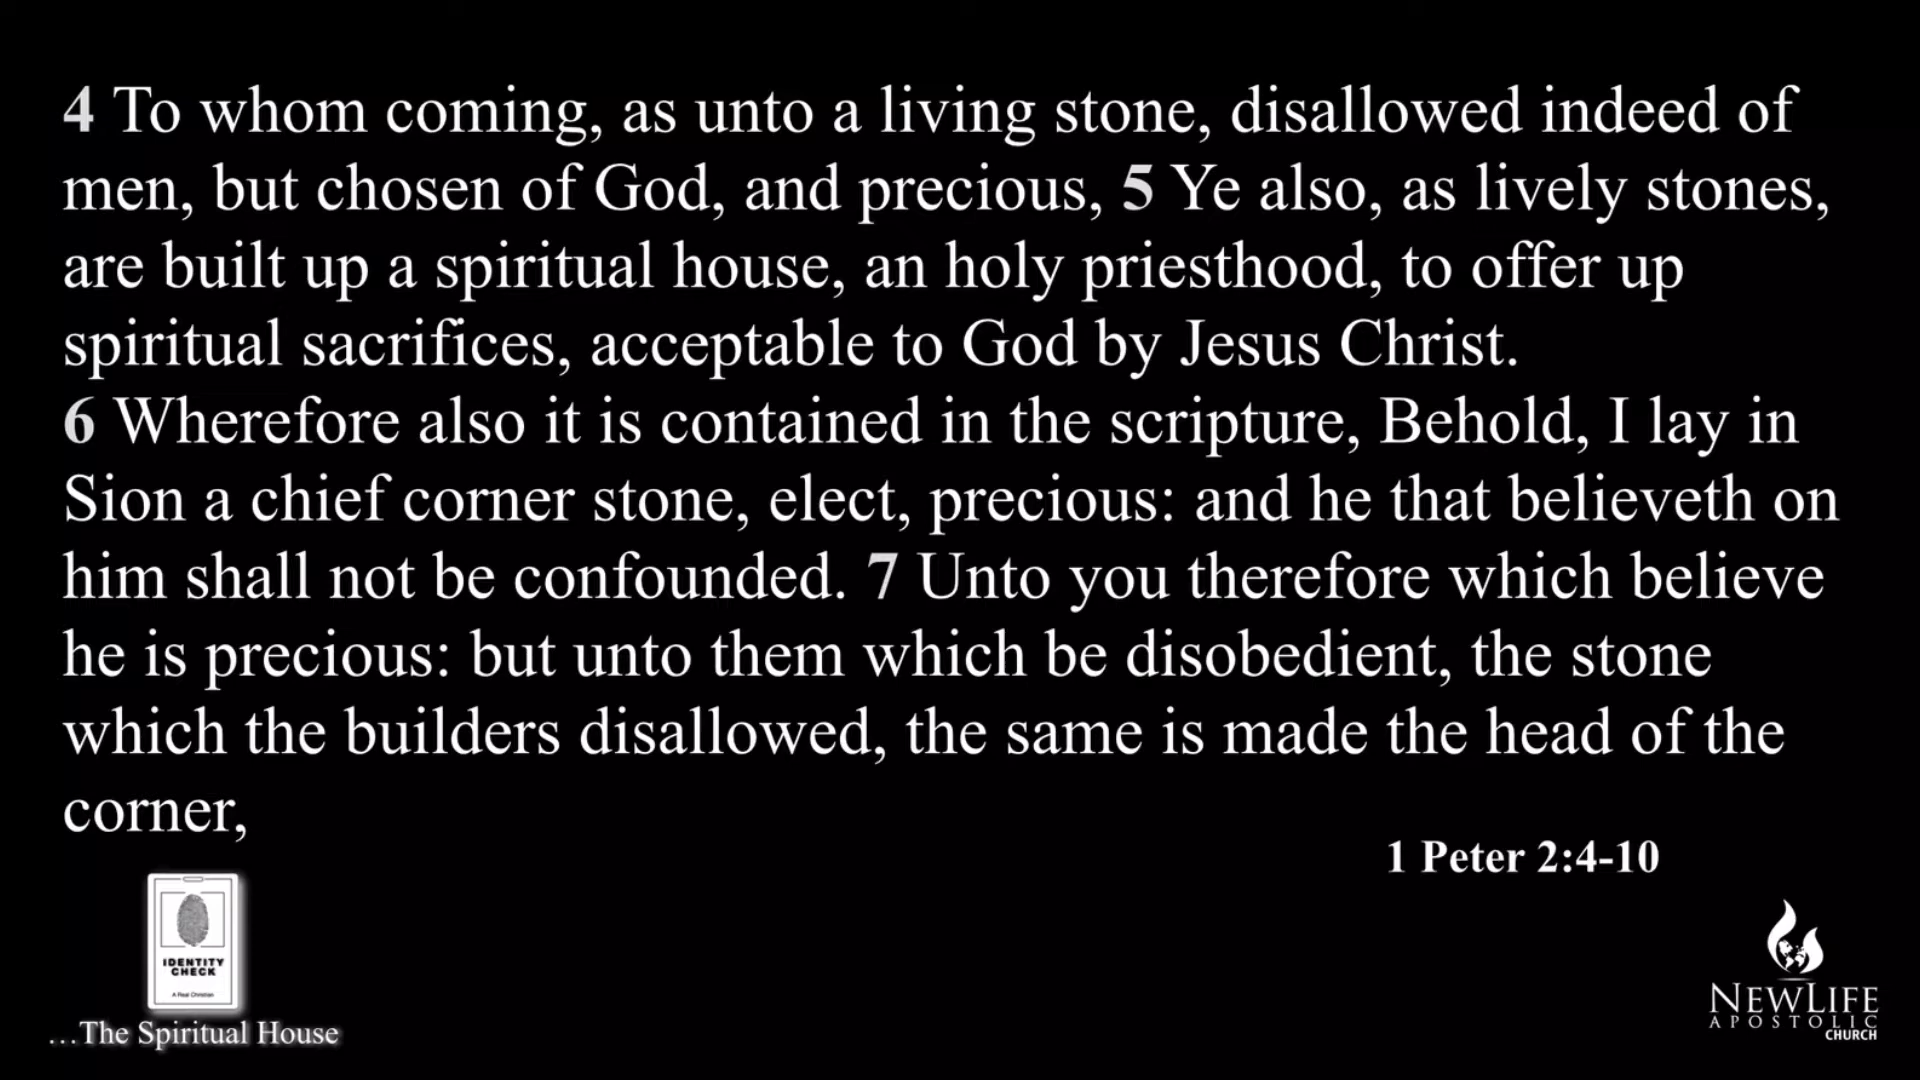 4 To whom coming, as unto a living stone, disallowed indeed of
men, but chosen of God, and precious, 5 Ye also, as lively stones,
are built up a spiritual house, an holy priesthood, to offer up
spiritual sacrifices, acceptable to God by Jesus Christ.
6 Wherefore also it is contained in the scripture, Behold, I lay in
Sion a chief corner stone, elect, precious: and he that believeth on
him shall not be confounded. 7 Unto you therefore which believe
he is precious: but unto them which be disobedient, the stone
which the builders disallowed, the same is made the head of the
corner,
1 Peter 2:4-10
IDENTITY
CHECK
A Real Christian
…The Spiritual House
NEWLIFE
APOSTOLIC
CHURCH